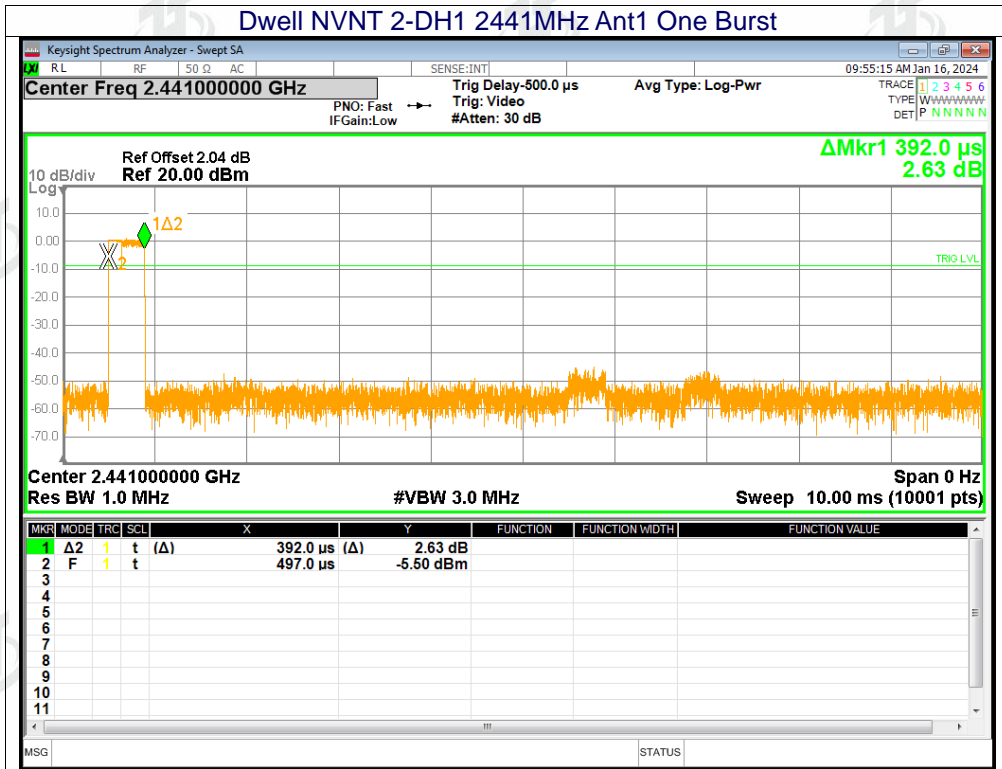 Dwell NVNT 2-DH1 2441MHz Ant1 One Burst
Keysight Spectrum Analyzer - Swept SA
LXI RL RF 50 Ω AC SENSE:INT 09:55:15 AM Jan 16, 2024
Center Freq 2.441000000 GHz
PNO: Fast
IFGain:Low
Trig Delay-500.0 µs
Trig: Video
#Atten: 30 dB
Avg Type: Log-Pwr
TRACE 1 2 3 4 5 6
TYPE WWWWWWW
DET P N N N N N
ΔMkr1 392.0 µs
2.63 dB
Ref Offset 2.04 dB
10 dB/div Ref 20.00 dBm
Log
10.0
1Δ2
0.00
2
TRIG LVL
-10.0
-20.0
-30.0
-40.0
-50.0
-60.0
-70.0
Center 2.441000000 GHz Span 0 Hz
Res BW 1.0 MHz #VBW 3.0 MHz Sweep 10.00 ms (10001 pts)
MKR MODE TRC SCL X Y FUNCTION FUNCTION WIDTH FUNCTION VALUE
1 Δ2 1 t (Δ) 392.0 µs (Δ) 2.63 dB
2 F 1 t 497.0 µs -5.50 dBm
3
4
5
6
7
8
9
10
11
MSG STATUS